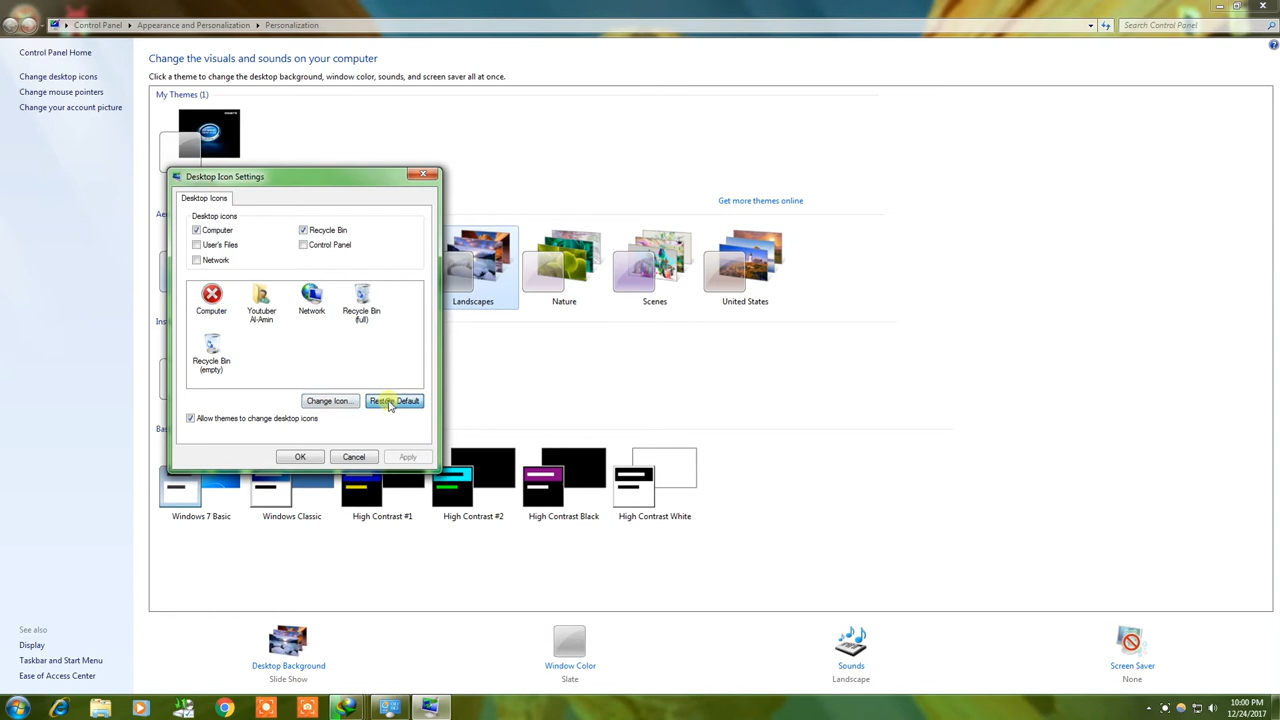 Control Panel Appearance and Personalization Personalization
Search Control Panel
Control Panel Home
Change desktop icons
Change mouse pointers
Change your account picture
Change the visuals and sounds on your computer
Click a theme to change the desktop background, window color, sounds, and screen saver all at once.
My Themes (1)
Get more themes online
Landscapes
Nature
Scenes
United States
Desktop Icon Settings
Desktop Icons
Desktop icons
Computer
Recycle Bin
User's Files
Control Panel
Network
Computer
Youtuber
Al-Amin
Network
Recycle Bin
(full)
Recycle Bin
(empty)
Change Icon...
Restore Default
Allow themes to change desktop icons
OK
Cancel
Apply
Windows 7 Basic
Windows Classic
High Contrast #1
High Contrast #2
High Contrast Black
High Contrast White
See also
Display
Taskbar and Start Menu
Ease of Access Center
Desktop Background
Slide Show
Window Color
Slate
Sounds
Landscape
Screen Saver
None
10:00 PM
12/24/2017